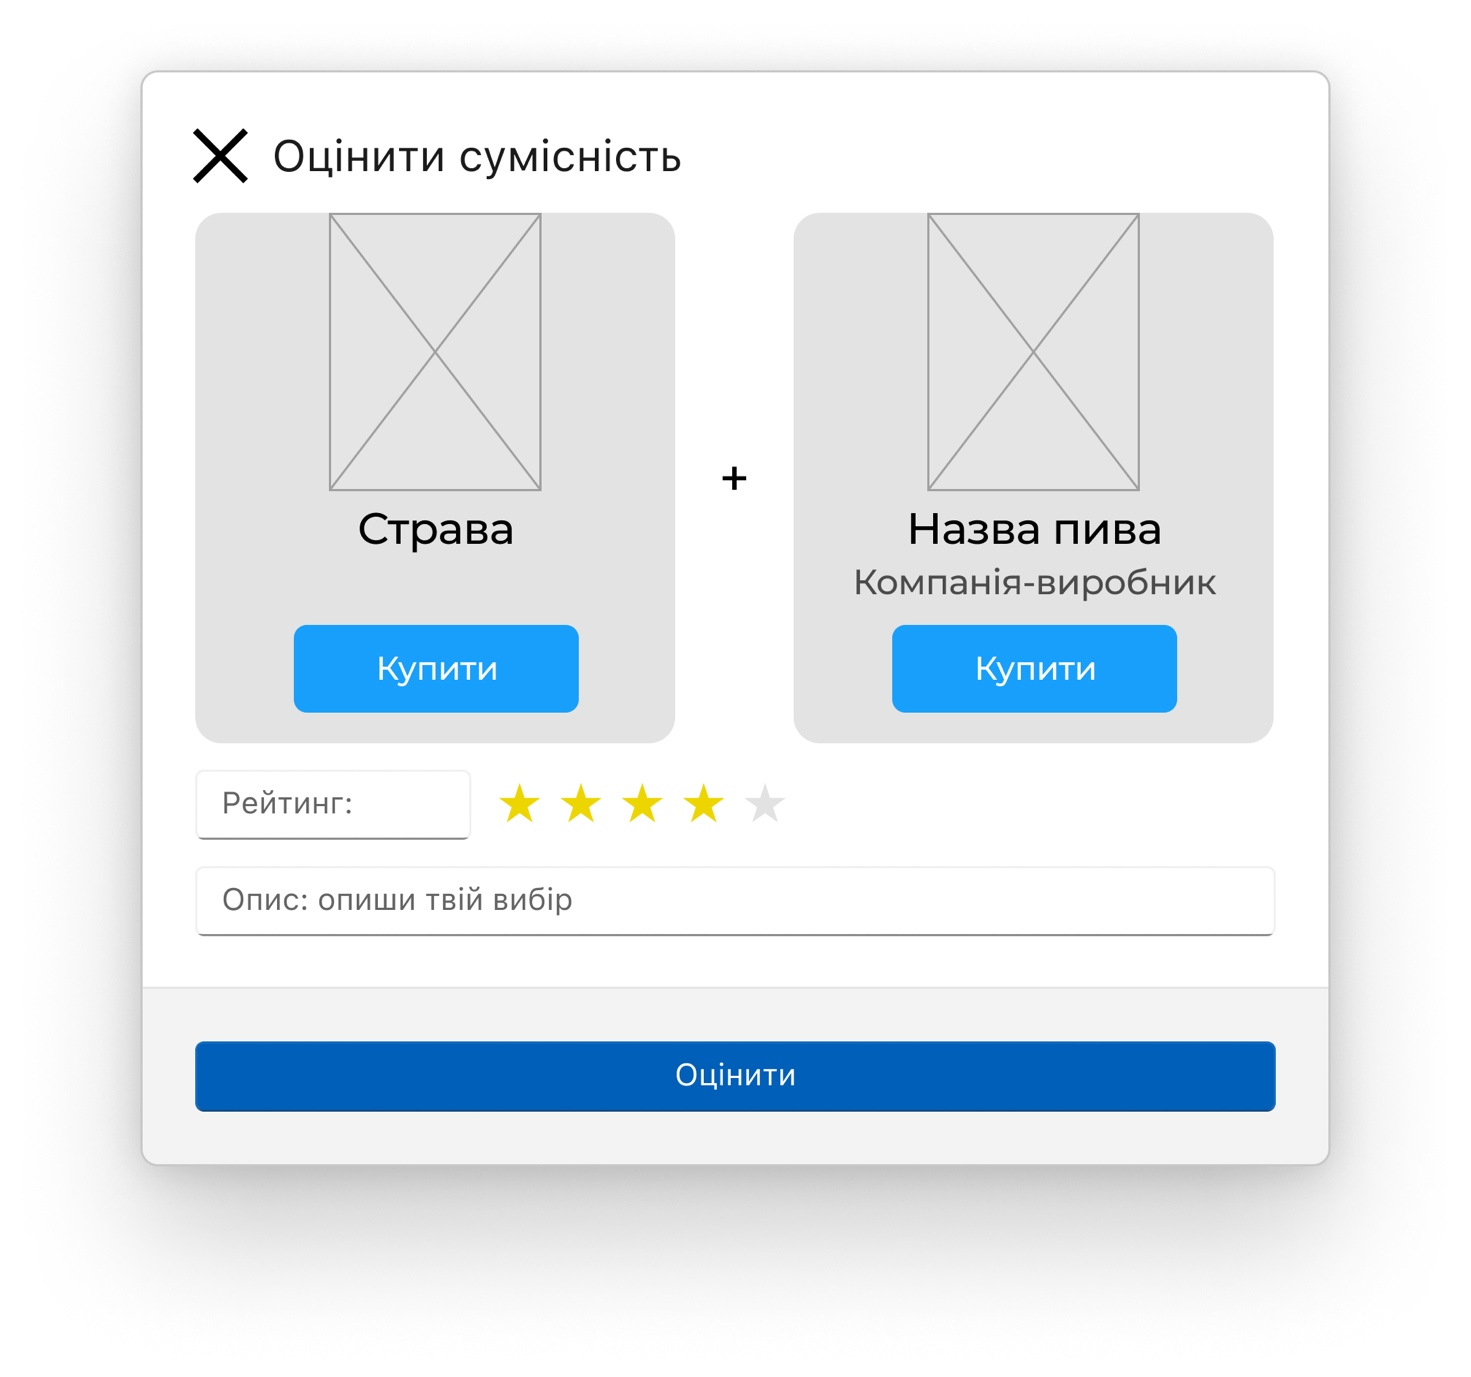 Оцінити сумісність
Страва
Купити
+
Назва пива
Компанія-виробник
Купити
Рейтинг:
Опис: опиши твій вибір
Оцінити